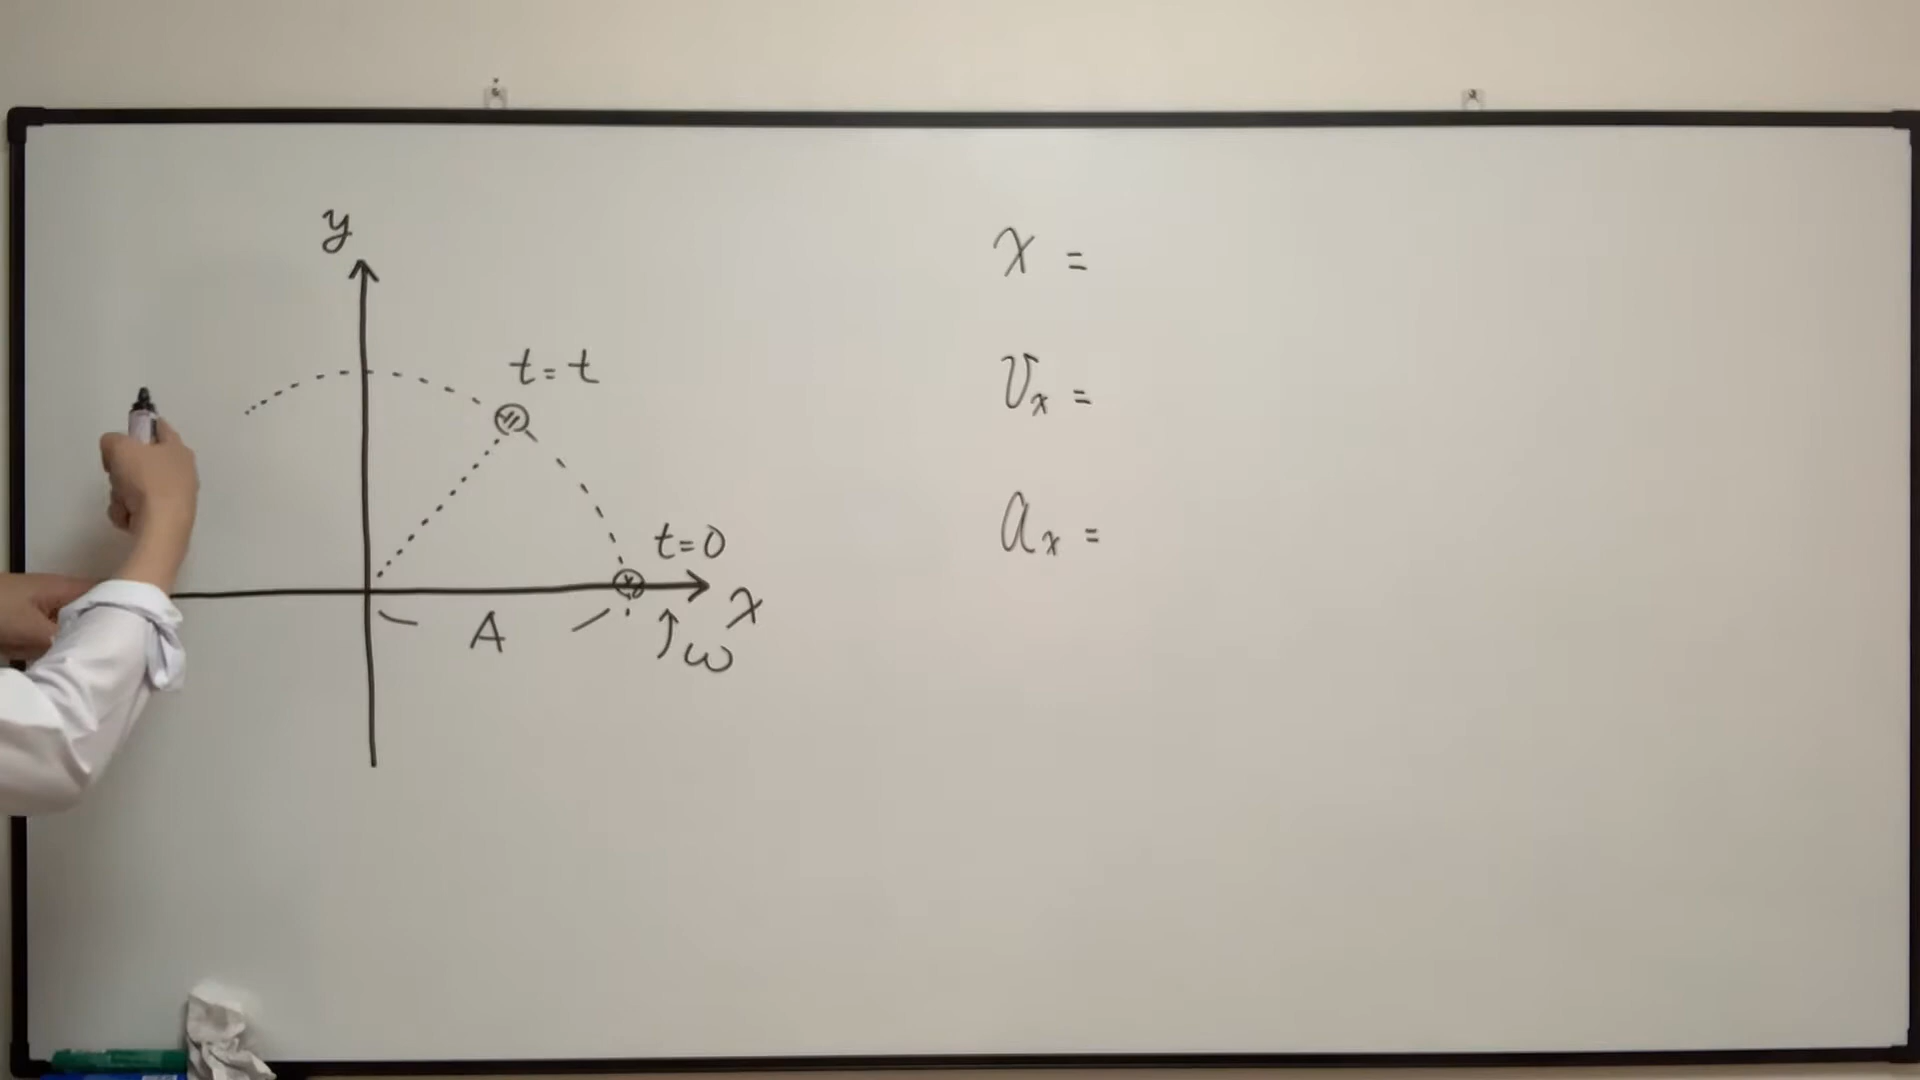 y
t=t
t=0
x
A
ω
x =
vₓ =
aₓ =